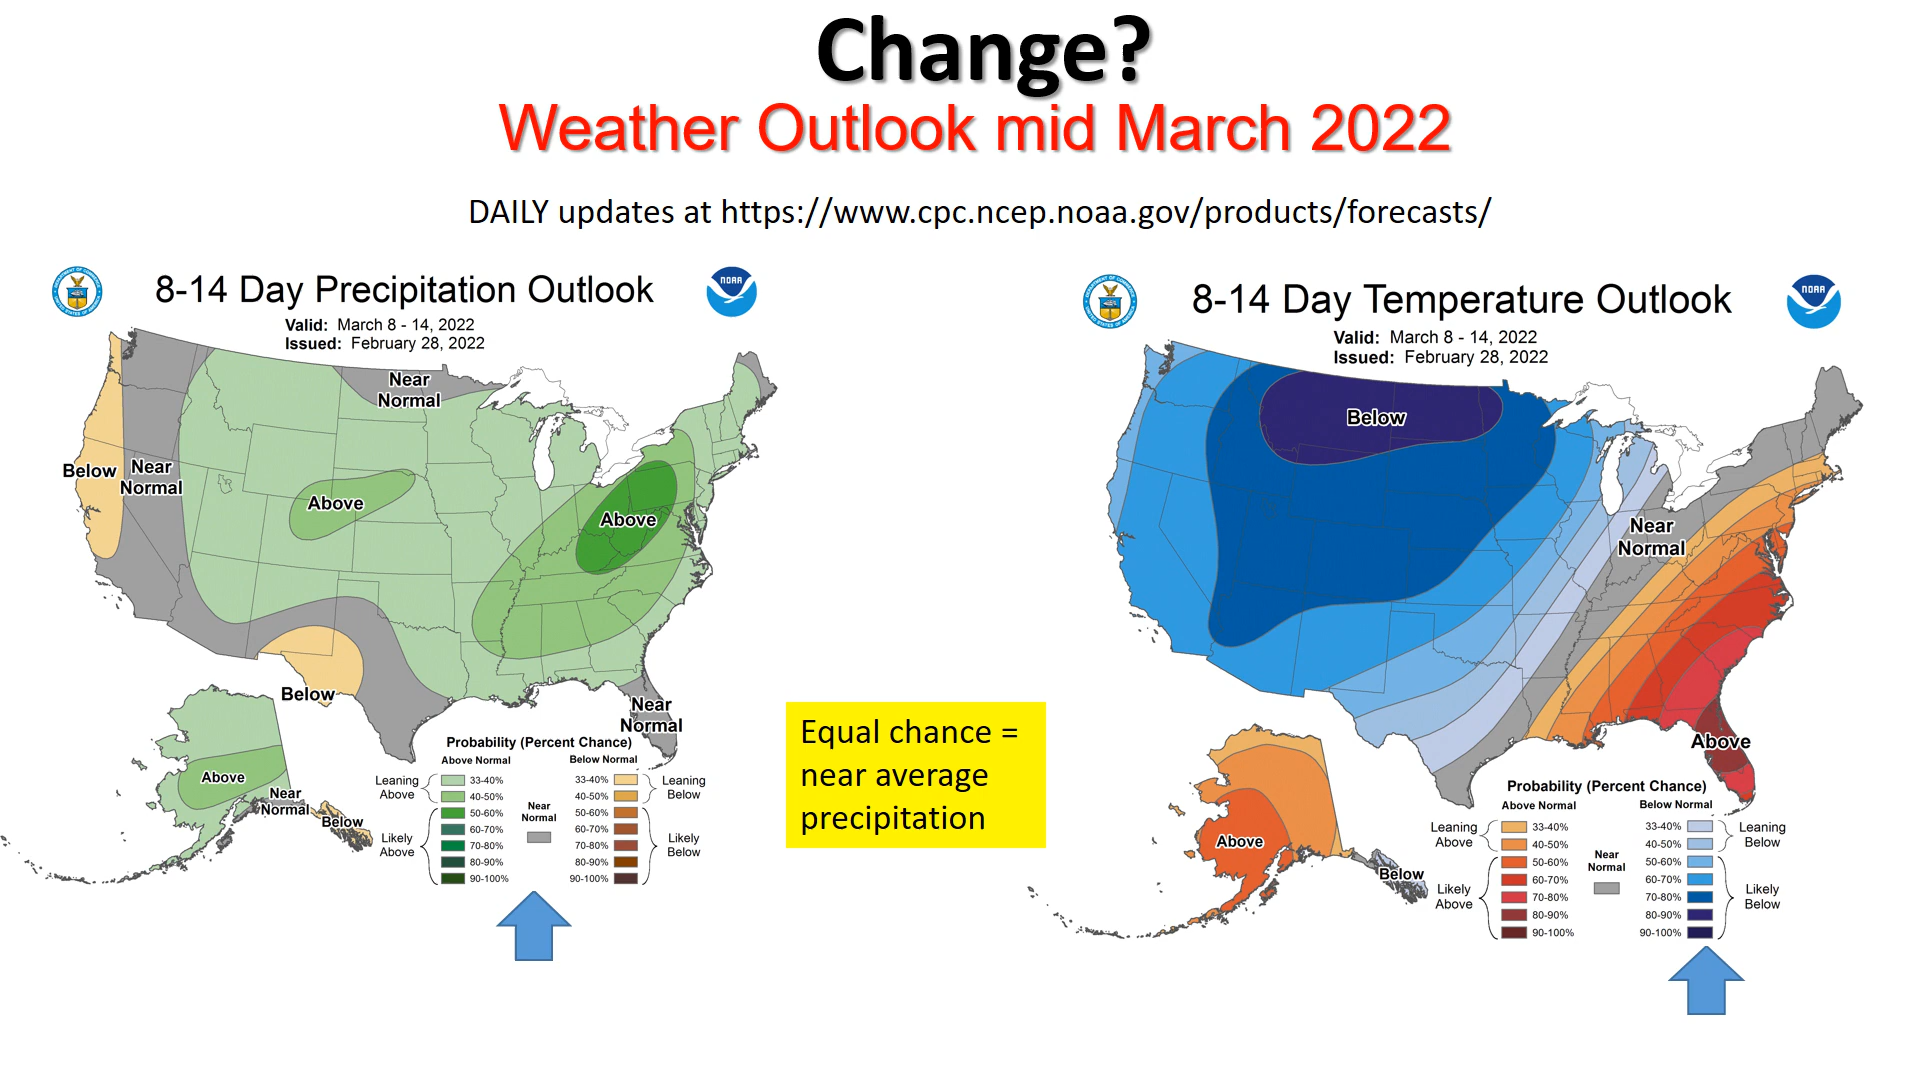 Change?
Weather Outlook mid March 2022
DAILY updates at https://www.cpc.ncep.noaa.gov/products/forecasts/
8-14 Day Precipitation Outlook
NOAA
Valid: March 8 - 14, 2022
Issued: February 28, 2022
Near
Normal
Below
Near
Normal
Above
Above
Below
Near
Normal
Above
Near
Normal
Below
Probability (Percent Chance)
Above Normal
Below Normal
Leaning
Above
33-40%
40-50%
Likely
Above
50-60%
60-70%
70-80%
80-90%
90-100%
Near
Normal
33-40%
40-50%
50-60%
60-70%
70-80%
80-90%
90-100%
Leaning
Below
Likely
Below
Equal chance =
near average
precipitation
8-14 Day Temperature Outlook
NOAA
Valid: March 8 - 14, 2022
Issued: February 28, 2022
Below
Near
Normal
Above
Above
Below
Probability (Percent Chance)
Above Normal
Below Normal
Leaning
Above
33-40%
40-50%
Likely
Above
50-60%
60-70%
70-80%
80-90%
90-100%
Near
Normal
33-40%
40-50%
50-60%
60-70%
70-80%
80-90%
90-100%
Leaning
Below
Likely
Below